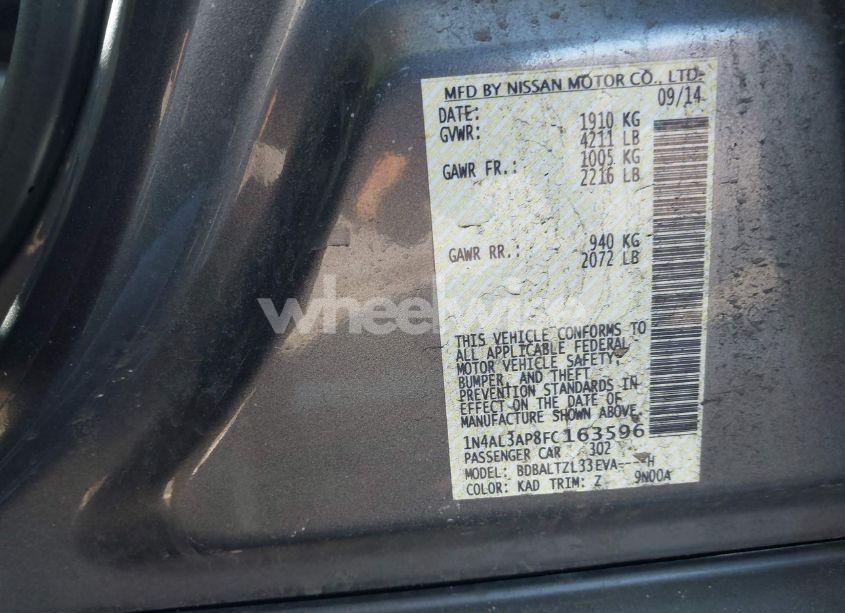 MFD BY NISSAN MOTOR CO., LTD.
DATE: 09/14
GVWR: 1910 KG
4211 LB
GAWR FR.: 1005 KG
2216 LB
GAWR RR.: 940 KG
2072 LB
wheelwise
THIS VEHICLE CONFORMS TO
ALL APPLICABLE FEDERAL
MOTOR VEHICLE SAFETY,
BUMPER, AND THEFT
PREVENTION STANDARDS IN
EFFECT ON THE DATE OF
MANUFACTURE SHOWN ABOVE.
1N4AL3AP8FC163596
PASSENGER CAR 302
MODEL: BDBALTZL33EVA----H
COLOR: KAD TRIM: Z 9N00A